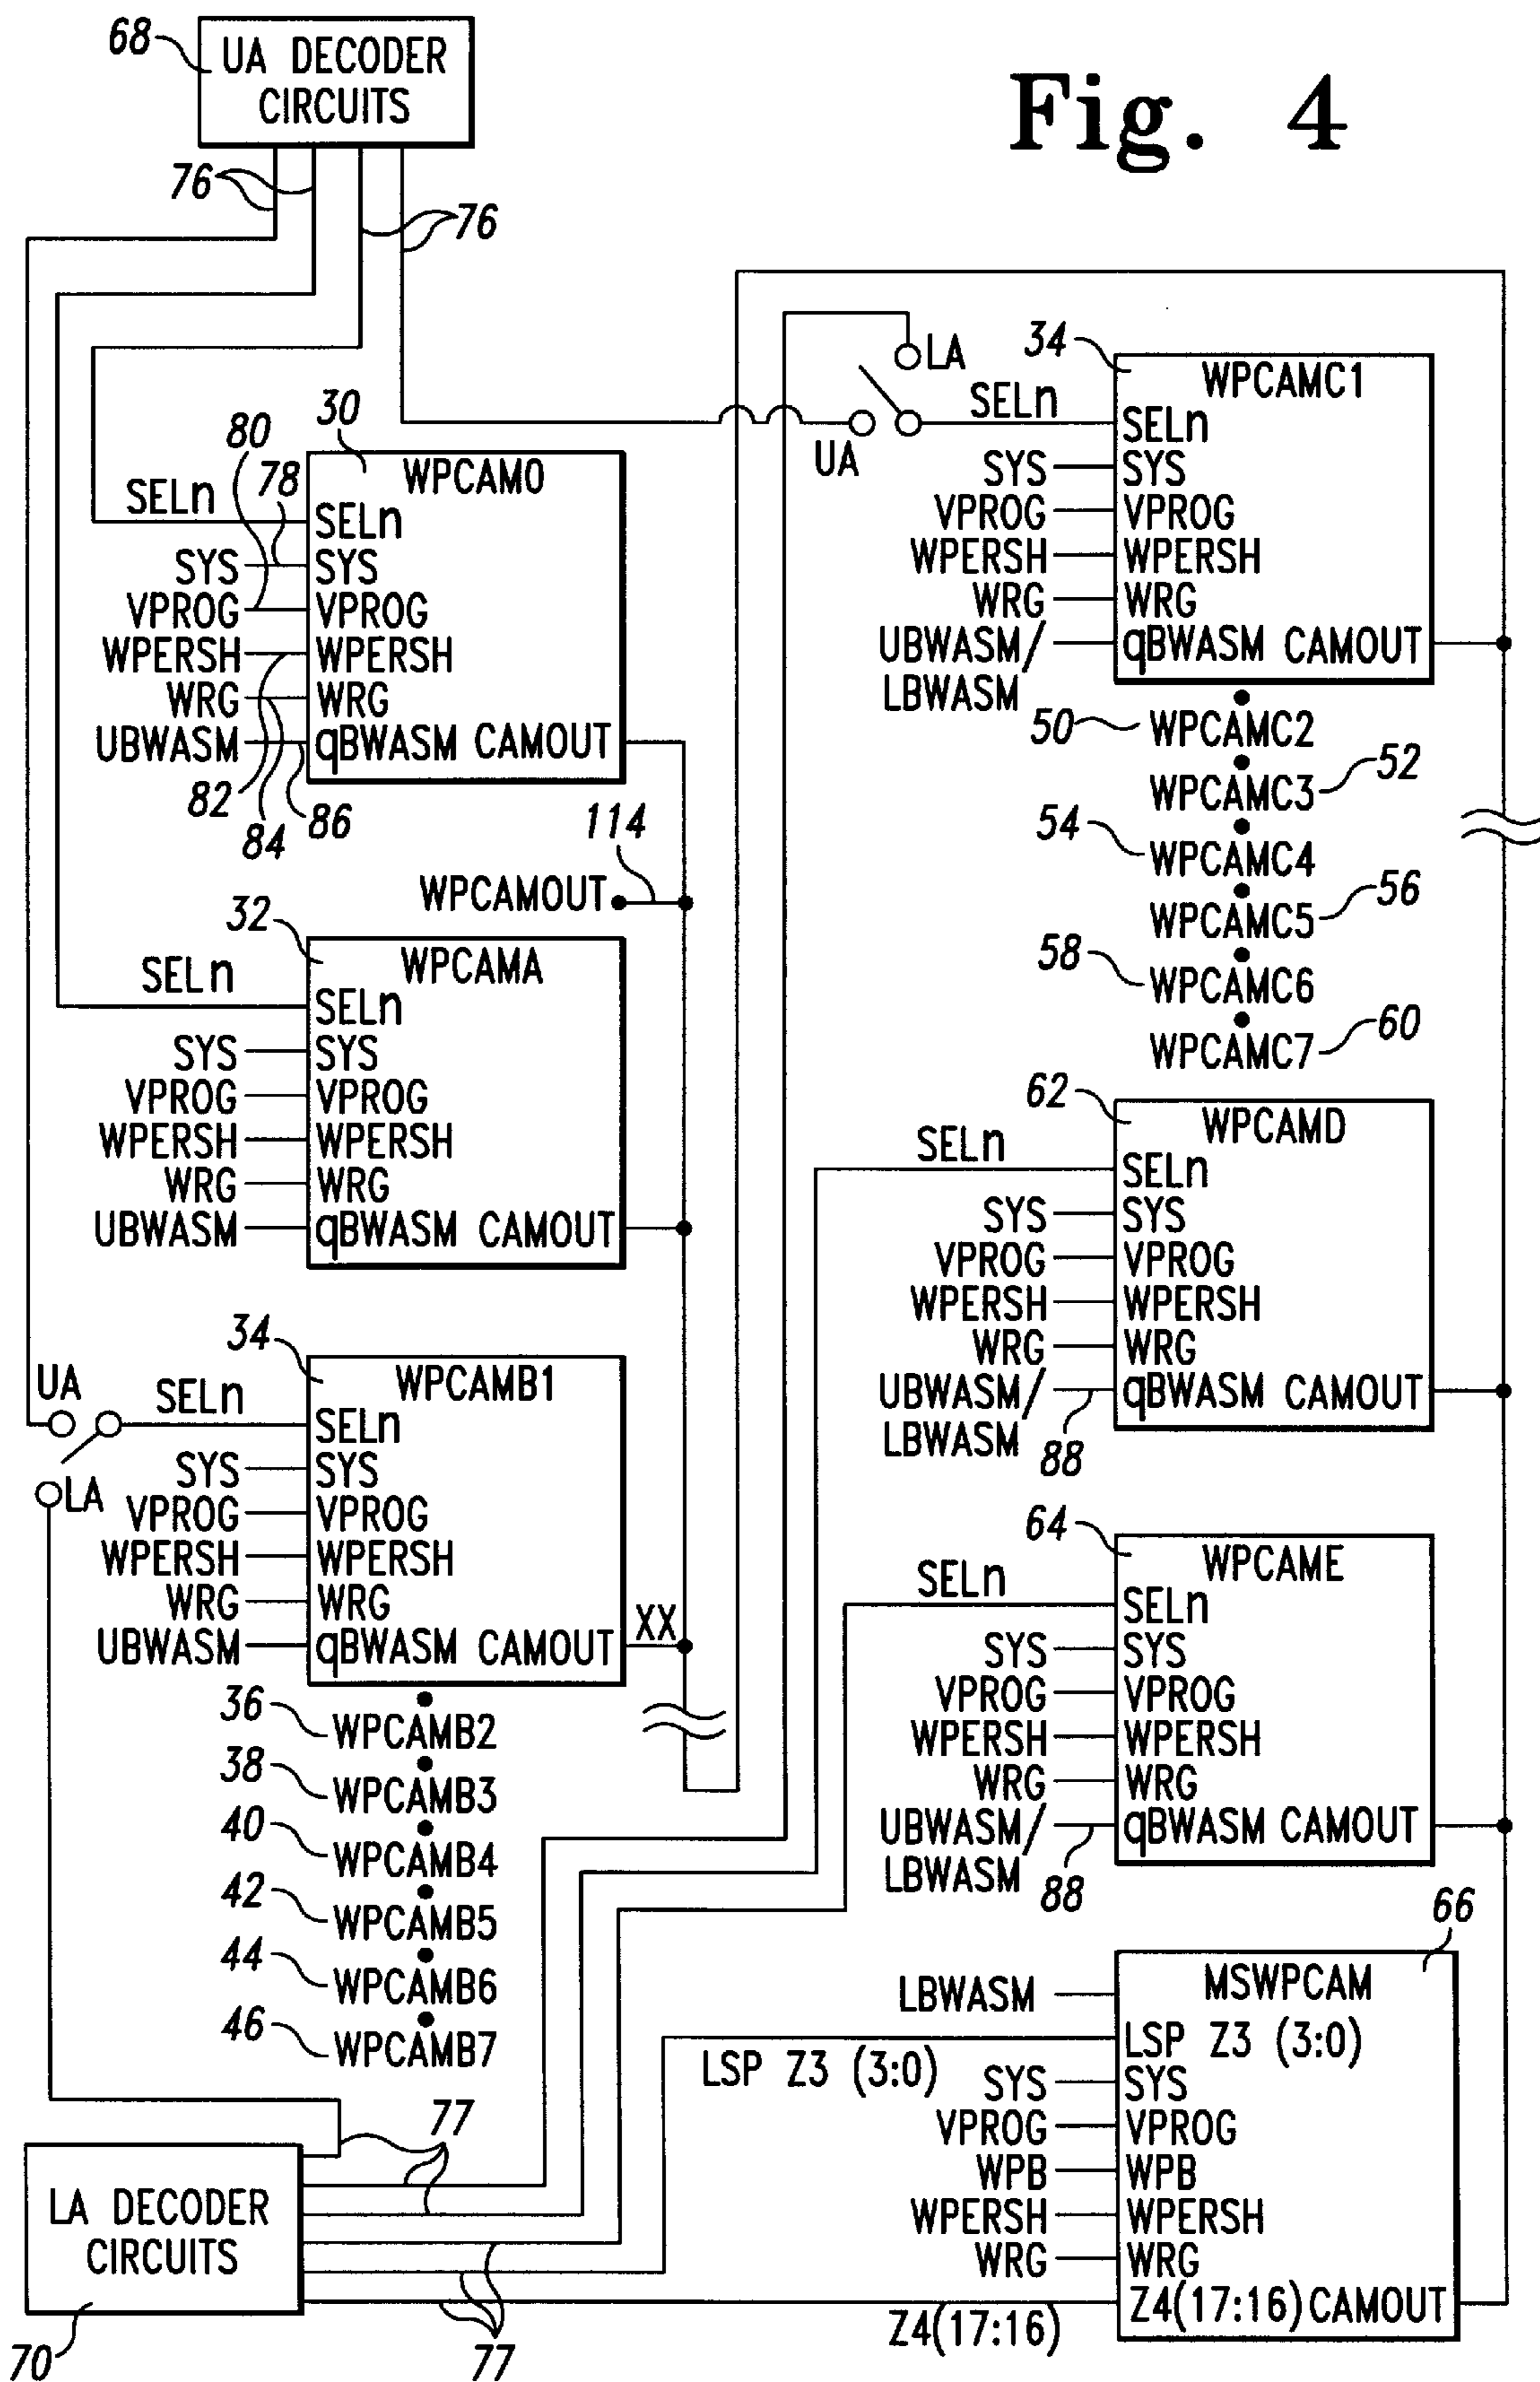 Fig. 4
68
UA DECODER
CIRCUITS
76
76
30
WPCAM0
80
78
SELn
SELn
SYS SYS
VPROG VPROG
WPERSH WPERSH
WRG WRG
UBWASM qBWASM CAMOUT
82
84
86
114
WPCAMOUT
32
WPCAMA
SELn
SELn
SYS SYS
VPROG VPROG
WPERSH WPERSH
WRG WRG
UBWASM qBWASM CAMOUT
34
WPCAMB1
UA
SELn
SELn
LA
SYS SYS
VPROG VPROG
WPERSH WPERSH
WRG WRG
XX
UBWASM qBWASM CAMOUT
36
WPCAMB2
38
WPCAMB3
40
WPCAMB4
42
WPCAMB5
44
WPCAMB6
46
WPCAMB7
77
LA DECODER
CIRCUITS
70
77
LA
UA
34
WPCAMC1
SELn
SELn
SYS SYS
VPROG VPROG
WPERSH WPERSH
WRG WRG
UBWASM/ qBWASM CAMOUT
LBWASM
50
WPCAMC2
WPCAMC3
52
54
WPCAMC4
WPCAMC5
56
58
WPCAMC6
WPCAMC7
60
62
WPCAMD
SELn
SELn
SYS SYS
VPROG VPROG
WPERSH WPERSH
WRG WRG
UBWASM/ qBWASM CAMOUT
LBWASM
88
64
WPCAME
SELn
SELn
SYS SYS
VPROG VPROG
WPERSH WPERSH
WRG WRG
UBWASM/ qBWASM CAMOUT
LBWASM
88
66
MSWPCAM
LBWASM
LSP Z3 (3:0)
LSP Z3 (3:0)
SYS SYS
VPROG VPROG
WPB WPB
WPERSH WPERSH
WRG WRG
Z4(17:16) CAMOUT
Z4(17:16)